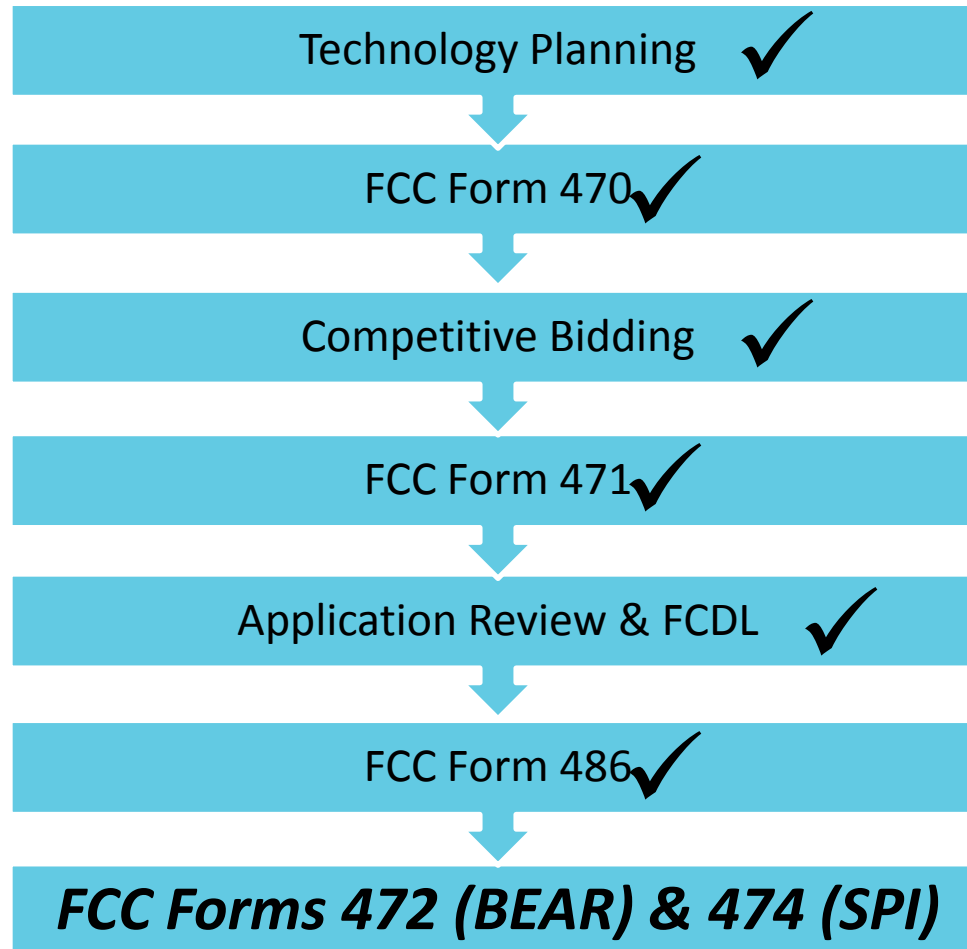 Technology Planning
FCC Form 470
Competitive Bidding
FCC Form 471
Application Review & FCDL
FCC Form 486
FCC Forms 472 (BEAR) & 474 (SPI)